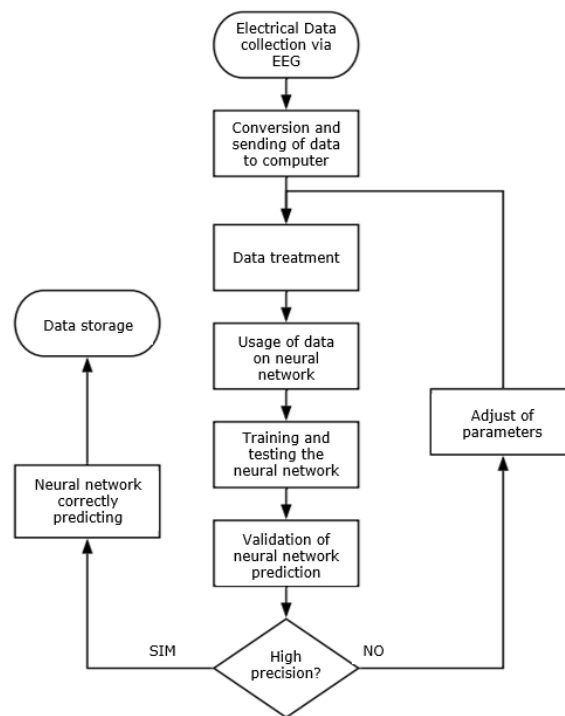 Electrical Data
collection via
EEG
Conversion and
sending of data
to computer
Data treatment
Data storage
Usage of data
on neural
network
Adjust of
parameters
Training and
testing the
neural network
Neural network
correctly
predicting
Validation of
neural network
prediction
SIM
High
precision?
NO